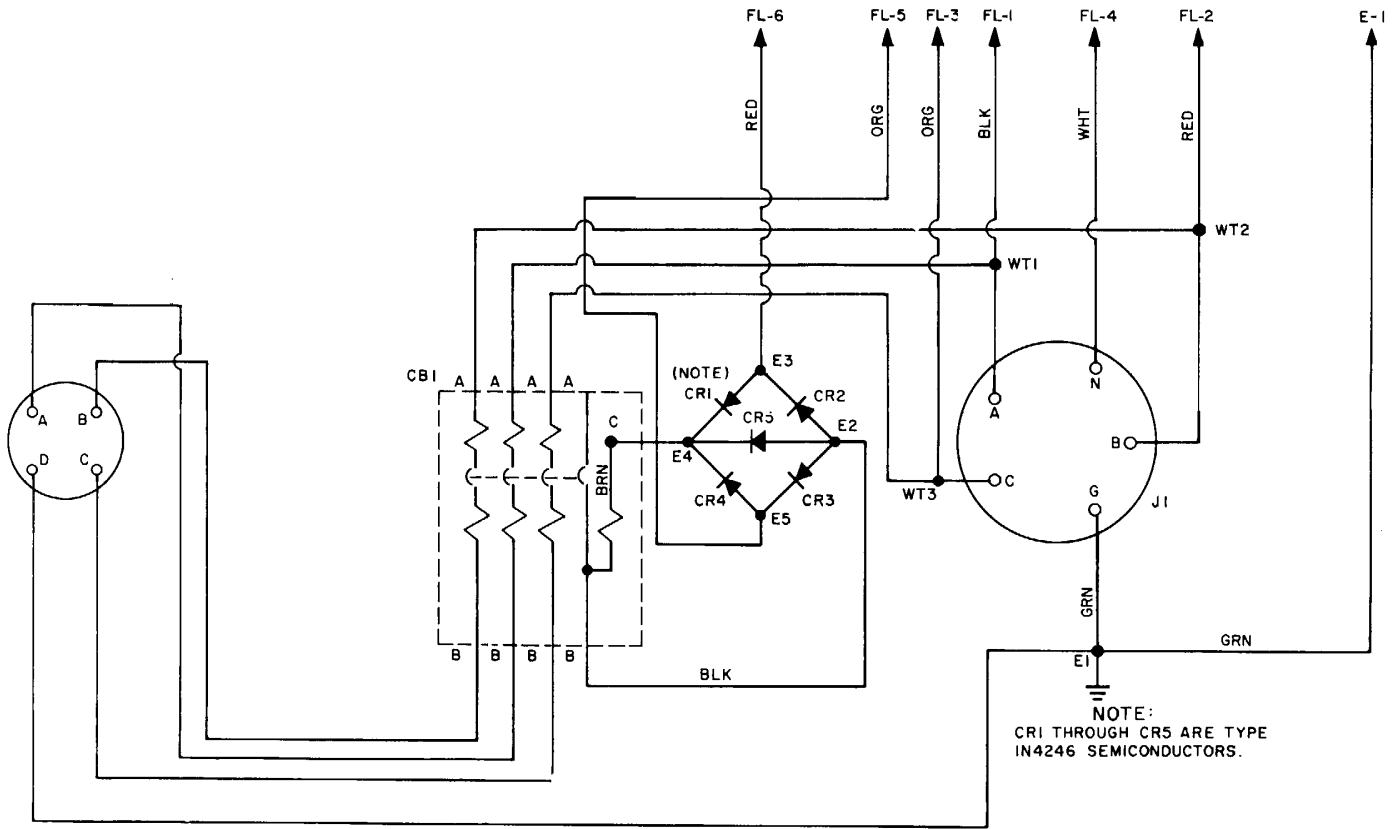 FL-6 FL-5 FL-3 FL-1 FL-4 FL-2 E-1
RED ORG ORG BLK WHT RED
WT2
WT1
E3
CB1 A A A A (NOTE)
CR1 CR2
N
A B A
C CR5 E2
E4 B
D C BRN
CR4 CR3 WT3 C
E5 G J1
GRN
B B B B
BLK E1 GRN
NOTE:
CR1 THROUGH CR5 ARE TYPE
IN4246 SEMICONDUCTORS.